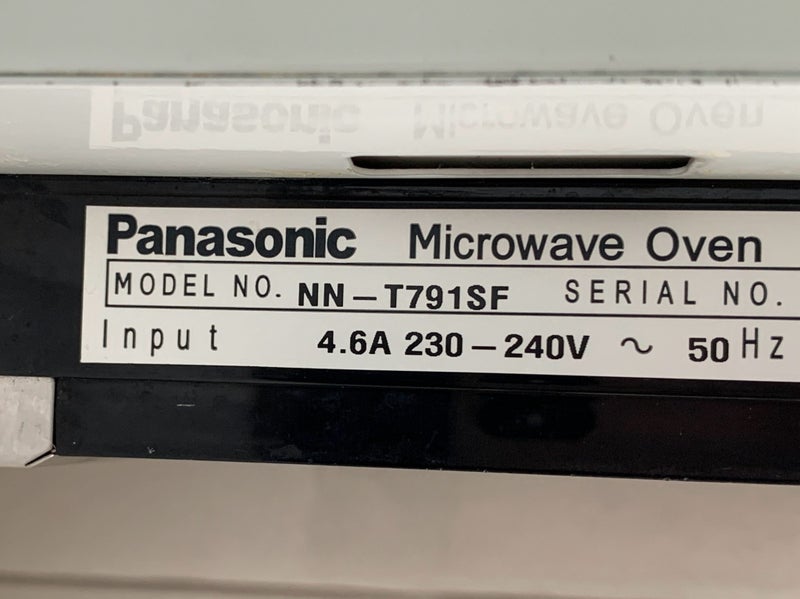 Panasonic Microwave Oven
MODEL NO. NN-T791SF SERIAL NO.
Input 4.6A 230-240V ~ 50 Hz